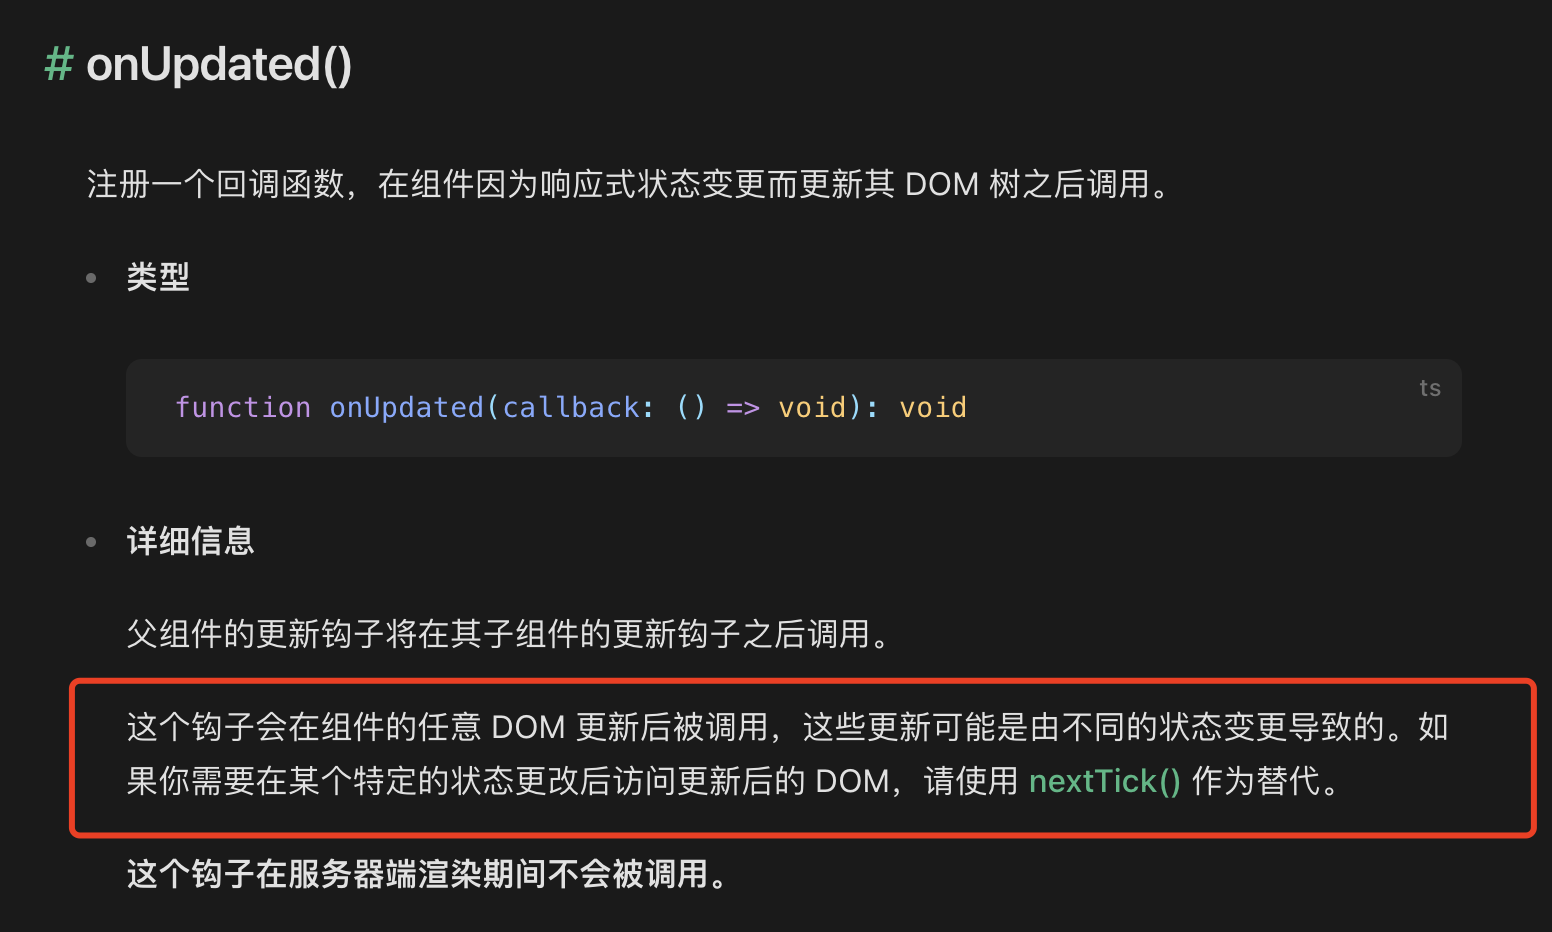 # onUpdated()
注册一个回调函数，在组件因为响应式状态变更而更新其 DOM 树之后调用。
类型
ts
function onUpdated(callback: () => void): void
详细信息
父组件的更新钩子将在其子组件的更新钩子之后调用。
这个钩子会在组件的任意 DOM 更新后被调用，这些更新可能是由不同的状态变更导致的。如
果你需要在某个特定的状态更改后访问更新后的 DOM，请使用 nextTick() 作为替代。
这个钩子在服务器端渲染期间不会被调用。